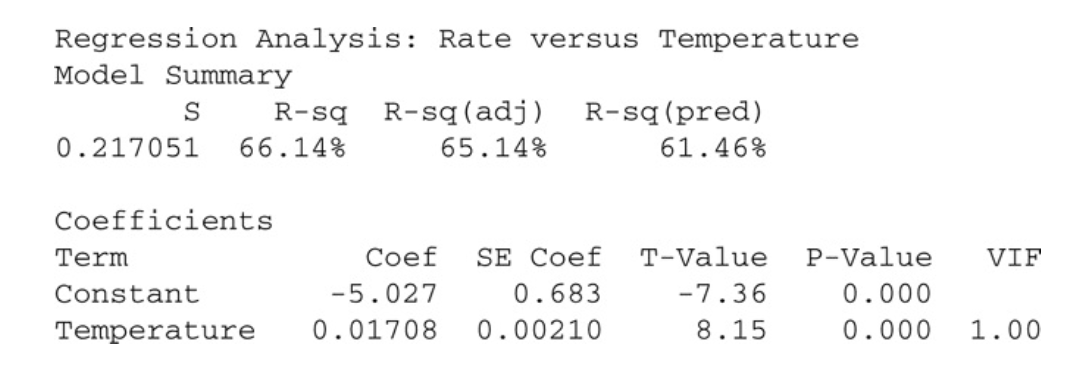 Regression Analysis: Rate versus Temperature
Model Summary
S R-sq R-sq(adj) R-sq(pred)
0.217051 66.14% 65.14% 61.46%
Coefficients
Term Coef SE Coef T-Value P-Value VIF
Constant -5.027 0.683 -7.36 0.000
Temperature 0.01708 0.00210 8.15 0.000 1.00